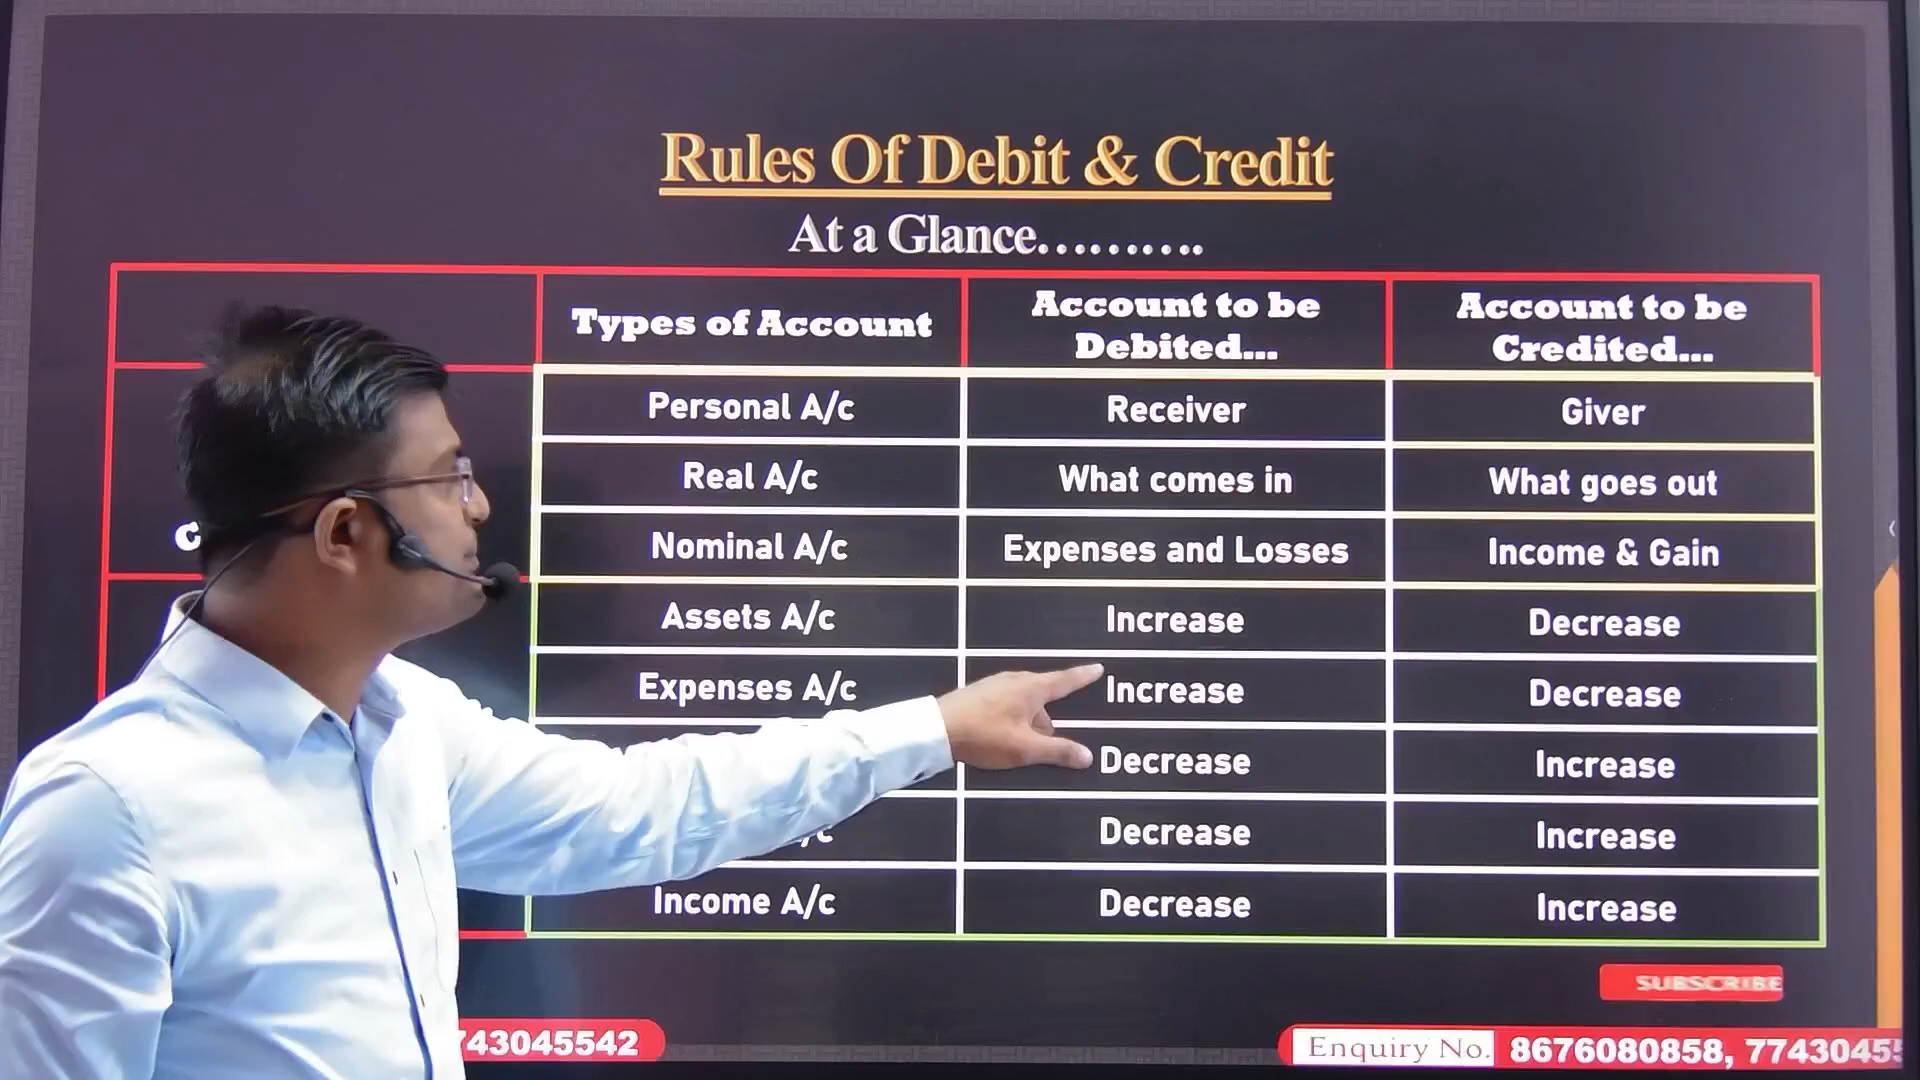 Rules Of Debit & Credit
At a Glance..........
Types of Account
Account to be
Debited...
Account to be
Credited...
Personal A/c
Receiver
Giver
Real A/c
What comes in
What goes out
Nominal A/c
Expenses and Losses
Income & Gain
Assets A/c
Increase
Decrease
Expenses A/c
Increase
Decrease
Decrease
Increase
Decrease
Increase
Income A/c
Decrease
Increase
SUBSCRIBE
743045542
Enquiry No. 8676080858, 77430455